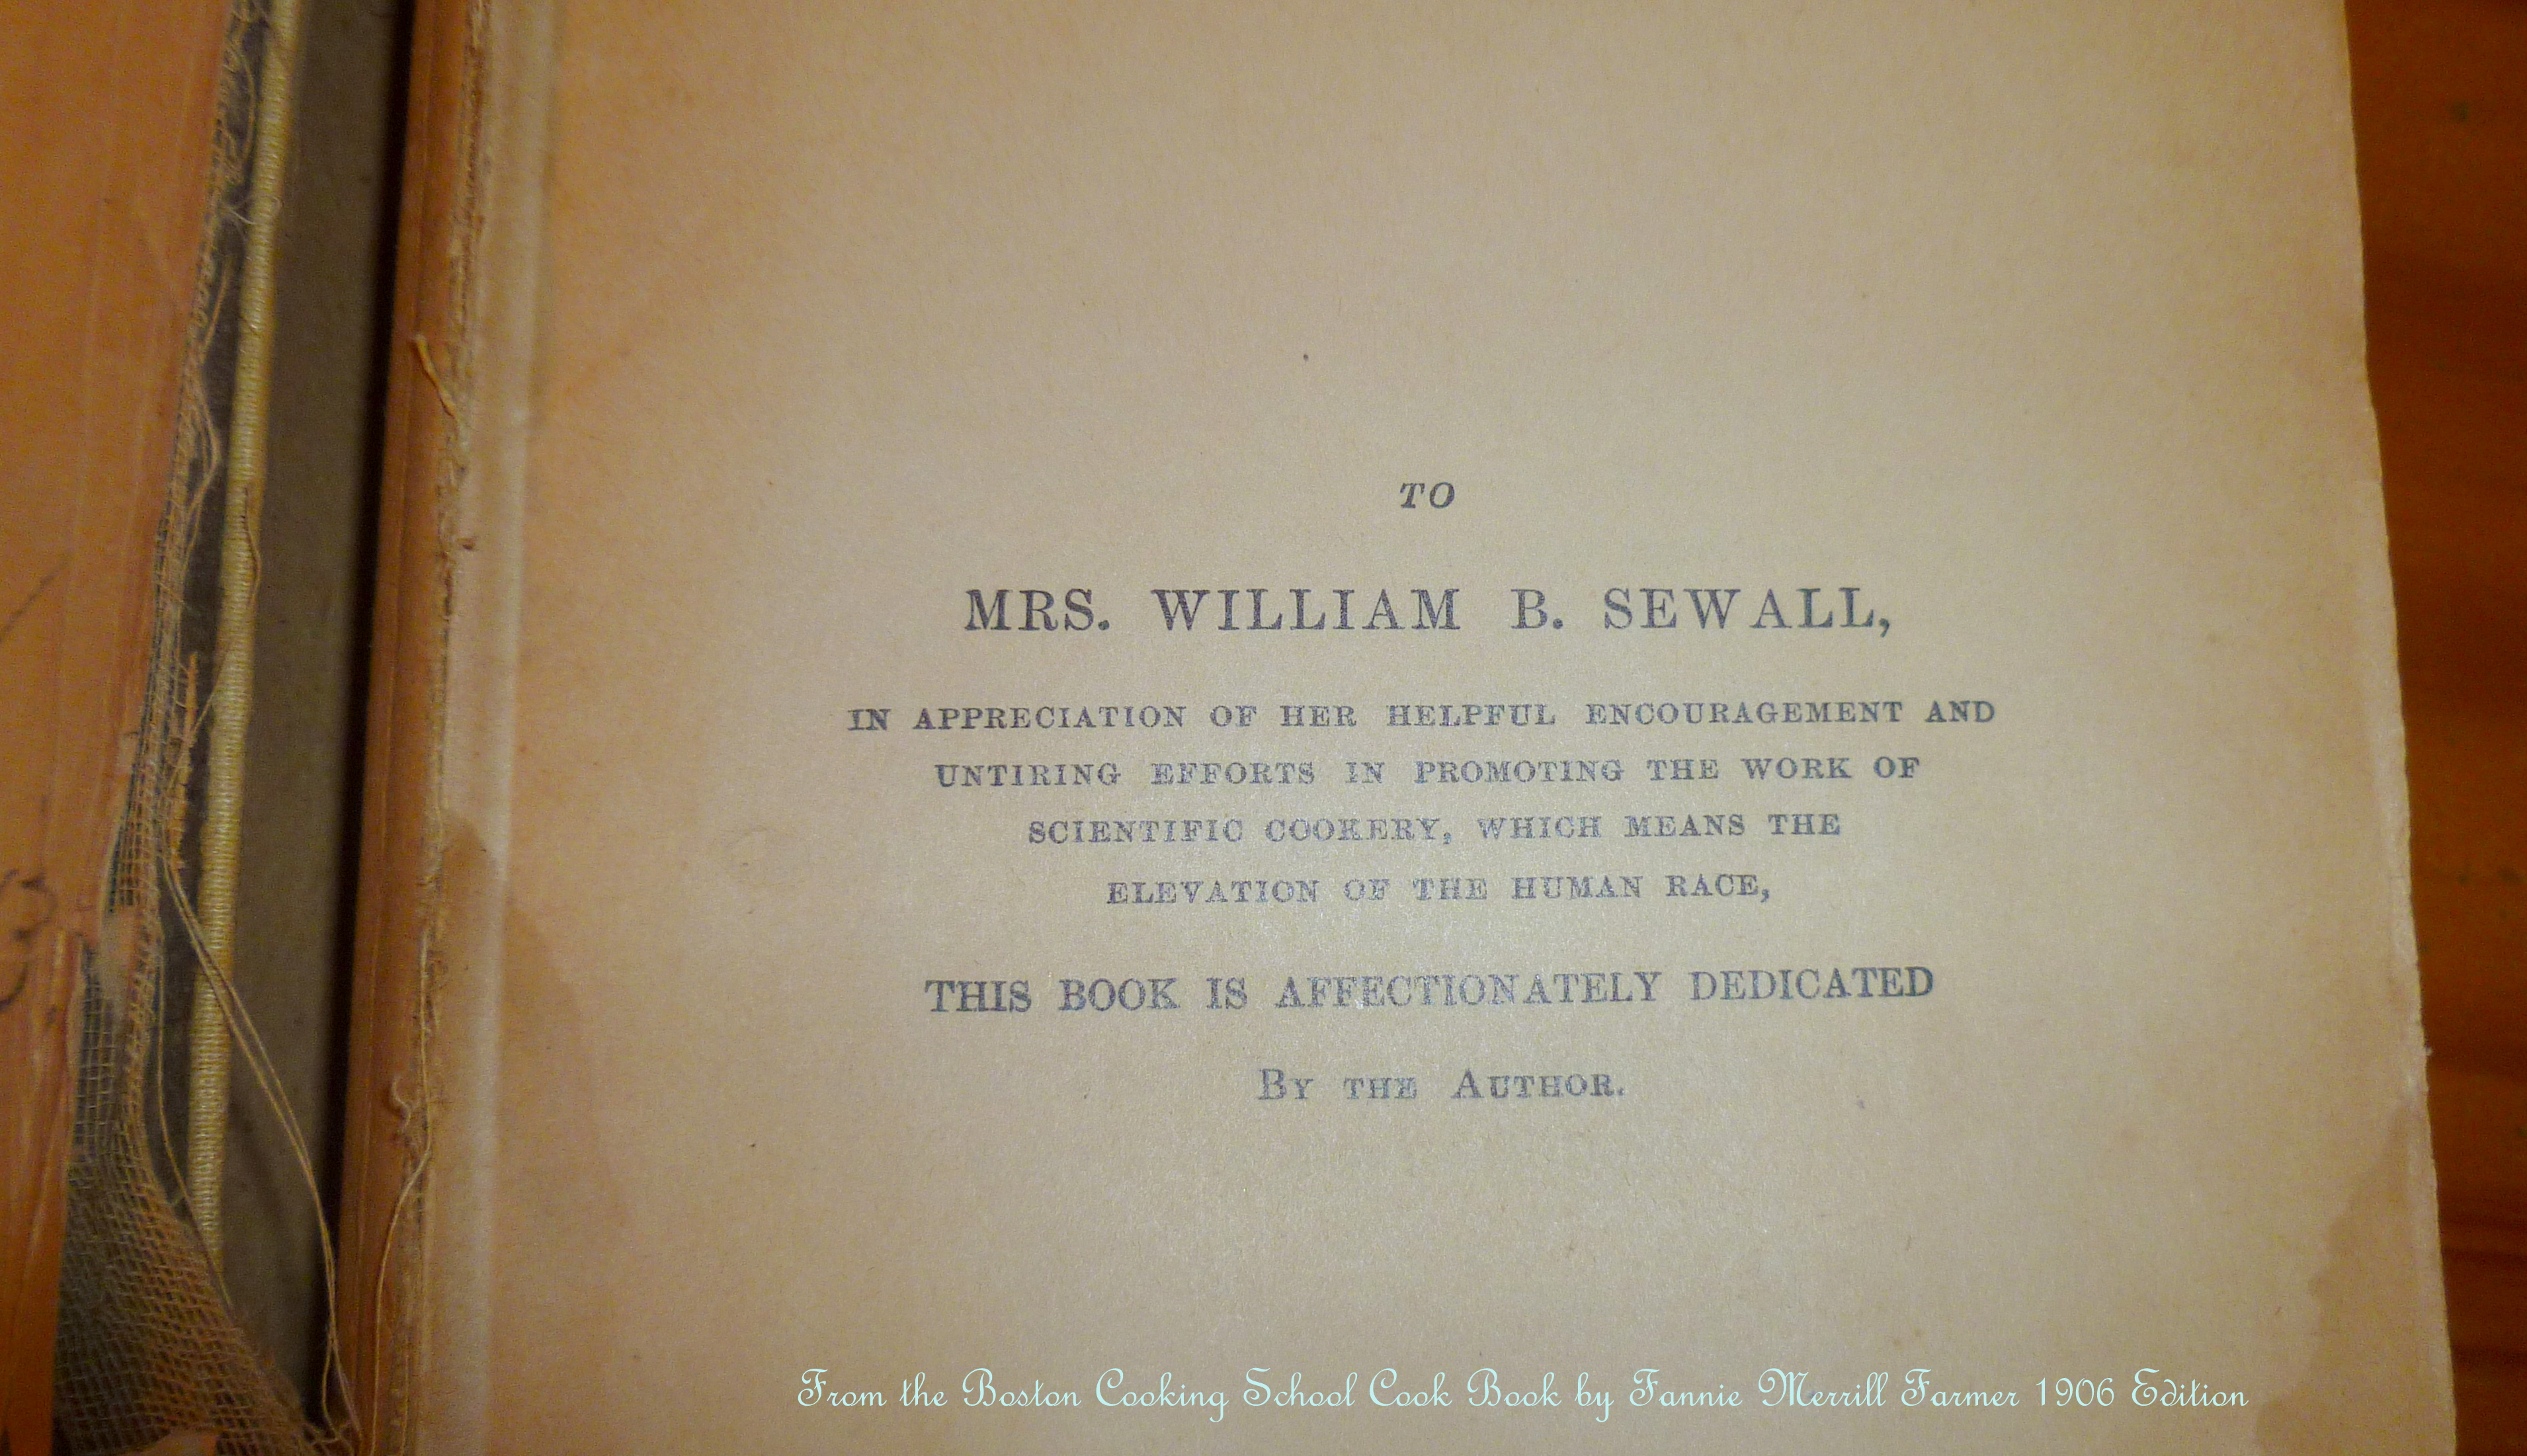 TO
MRS. WILLIAM B. SEWALL,
IN APPRECIATION OF HER HELPFUL ENCOURAGEMENT AND
UNTIRING EFFORTS IN PROMOTING THE WORK OF
SCIENTIFIC COOKERY, WHICH MEANS THE
ELEVATION OF THE HUMAN RACE,
THIS BOOK IS AFFECTIONATELY DEDICATED
BY THE AUTHOR.
From the Boston Cooking School Cook Book by Fannie Merrill Farmer 1906 Edition